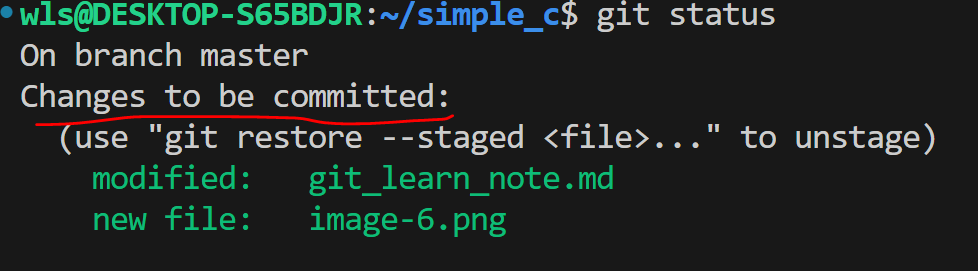 wls@DESKTOP-S65BDJR:~/simple_c$ git status
On branch master
Changes to be committed:
  (use "git restore --staged <file>..." to unstage)
    modified:   git_learn_note.md
    new file:   image-6.png